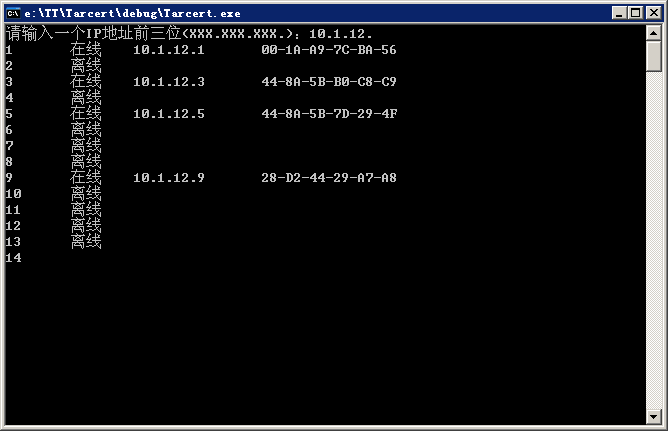 e:\TT\Tarcert\debug\Tarcert.exe
请输入一个IP地址前三位(XXX.XXX.XXX.)：10.1.12.
1 在线 10.1.12.1 00-1A-A9-7C-BA-56
2 离线
3 在线 10.1.12.3 44-8A-5B-B0-C8-C9
4 离线
5 在线 10.1.12.5 44-8A-5B-7D-29-4F
6 离线
7 离线
8 离线
9 在线 10.1.12.9 28-D2-44-29-A7-A8
10 离线
11 离线
12 离线
13 离线
14